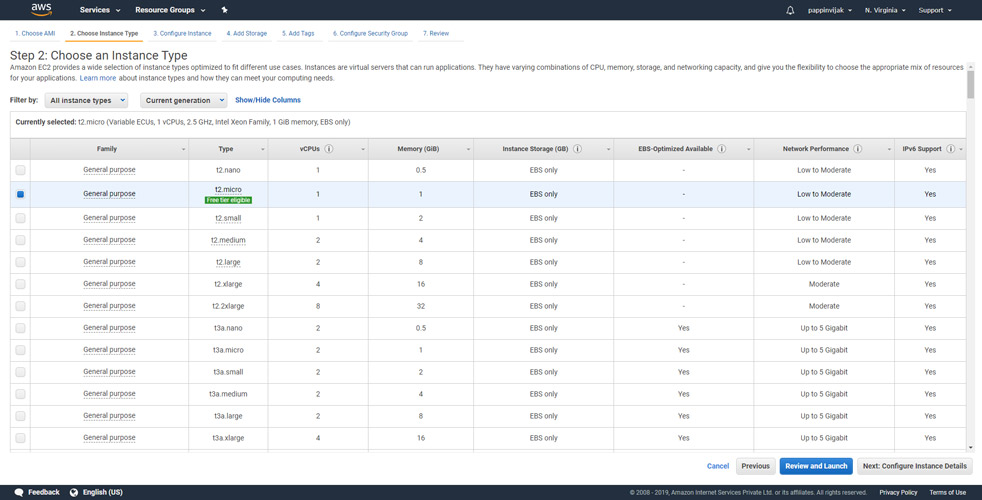 aws Services Resource Groups pappinvijak N. Virginia Support
1. Choose AMI 2. Choose Instance Type 3. Configure Instance 4. Add Storage 5. Add Tags 6. Configure Security Group 7. Review
Step 2: Choose an Instance Type
Amazon EC2 provides a wide selection of instance types optimized to fit different use cases. Instances are virtual servers that can run applications. They have varying combinations of CPU, memory, storage, and networking capacity, and give you the flexibility to choose the appropriate mix of resources
for your applications. Learn more about instance types and how they can meet your computing needs.
Filter by: All instance types Current generation Show/Hide Columns
Currently selected: t2.micro (Variable ECUs, 1 vCPUs, 2.5 GHz, Intel Xeon Family, 1 GiB memory, EBS only)
Family Type vCPUs Memory (GiB) Instance Storage (GB) EBS-Optimized Available Network Performance IPv6 Support
General purpose t2.nano 1 0.5 EBS only - Low to Moderate Yes
General purpose t2.micro 1 1 EBS only - Low to Moderate Yes
Free tier eligible
General purpose t2.small 1 2 EBS only - Low to Moderate Yes
General purpose t2.medium 2 4 EBS only - Low to Moderate Yes
General purpose t2.large 2 8 EBS only - Low to Moderate Yes
General purpose t2.xlarge 4 16 EBS only - Moderate Yes
General purpose t2.2xlarge 8 32 EBS only - Moderate Yes
General purpose t3a.nano 2 0.5 EBS only Yes Up to 5 Gigabit Yes
General purpose t3a.micro 2 1 EBS only Yes Up to 5 Gigabit Yes
General purpose t3a.small 2 2 EBS only Yes Up to 5 Gigabit Yes
General purpose t3a.medium 2 4 EBS only Yes Up to 5 Gigabit Yes
General purpose t3a.large 2 8 EBS only Yes Up to 5 Gigabit Yes
General purpose t3a.xlarge 4 16 EBS only Yes Up to 5 Gigabit Yes
Cancel Previous Review and Launch Next: Configure Instance Details
Feedback English (US) © 2008 - 2019, Amazon Internet Services Private Ltd. or its affiliates. All rights reserved. Privacy Policy Terms of Use